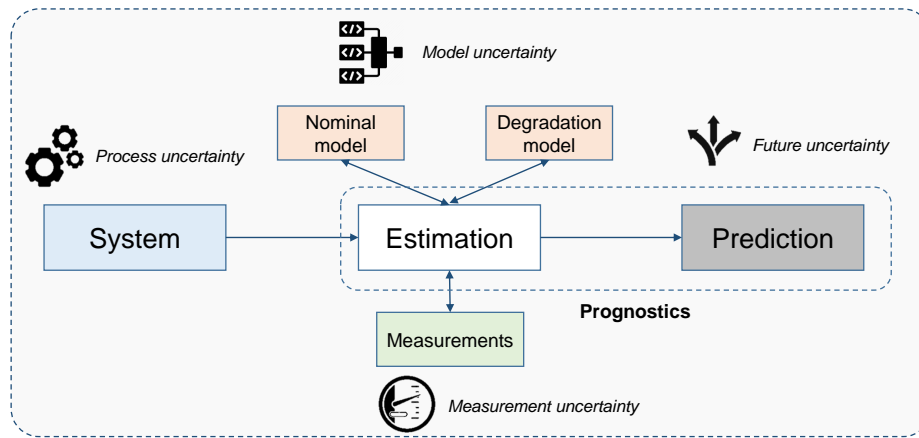 Model uncertainty
Nominal
model
Degradation
model
Process uncertainty
Future uncertainty
System
Estimation
Prediction
Prognostics
Measurements
Measurement uncertainty